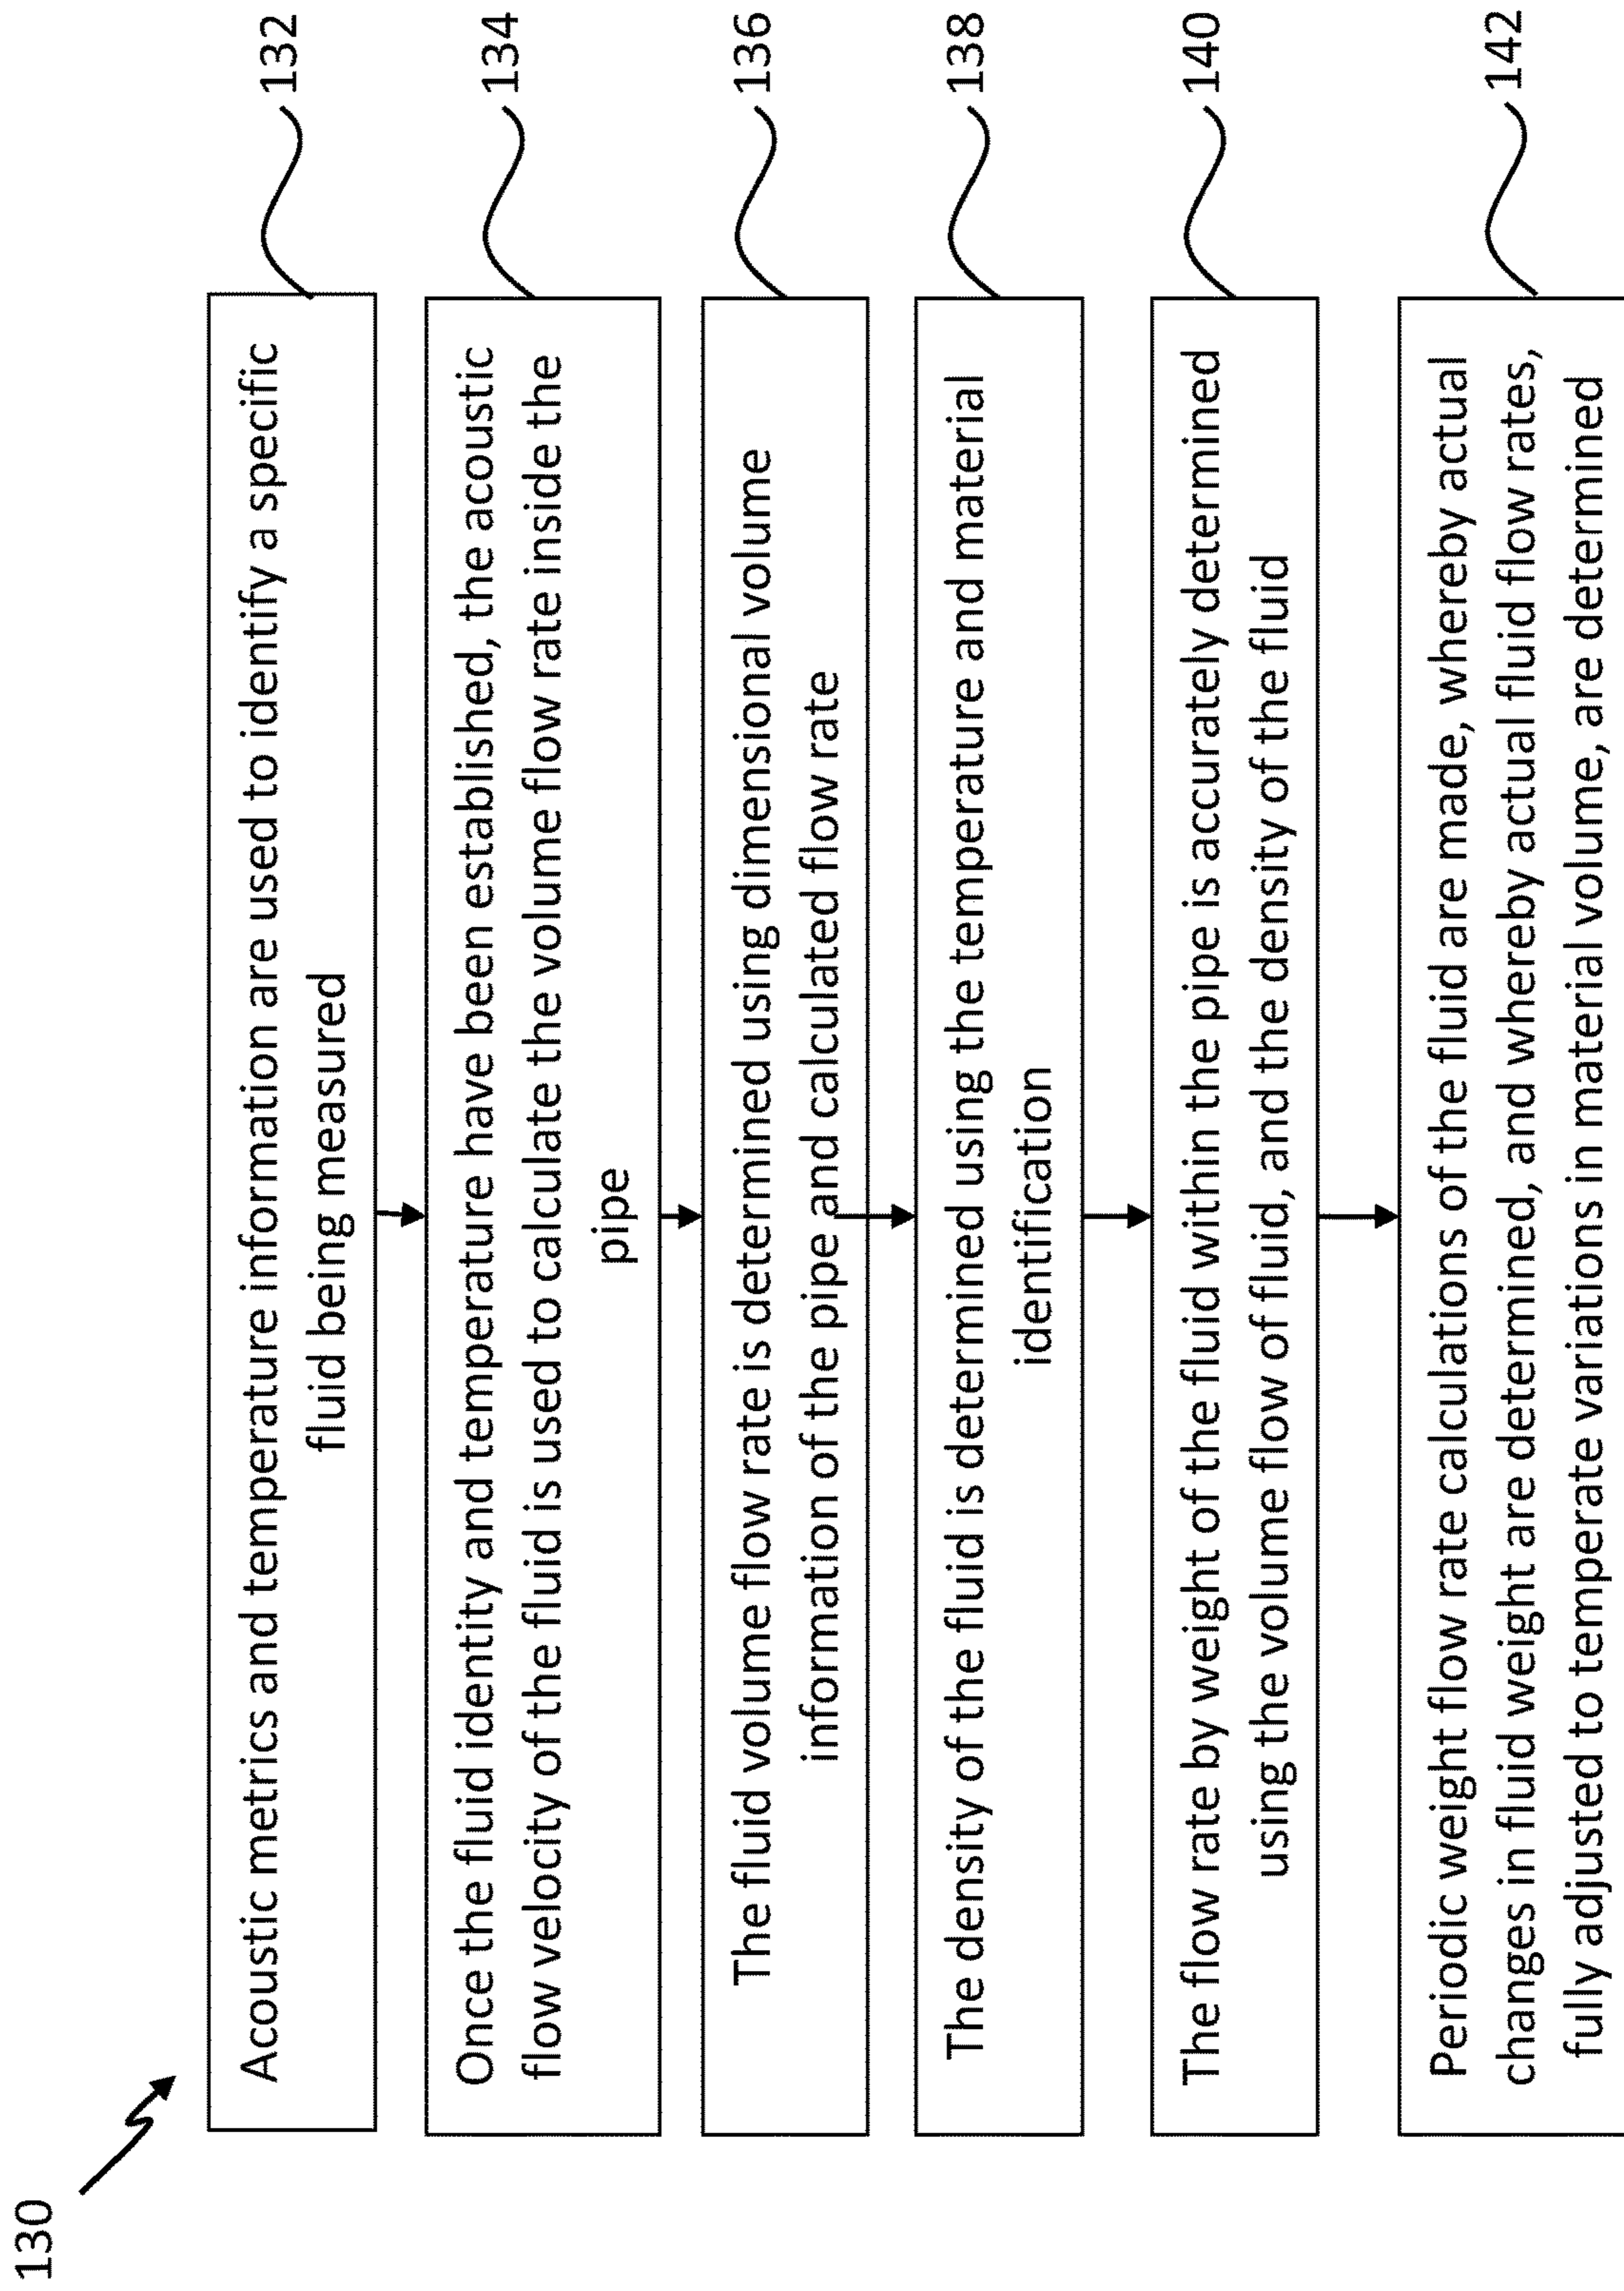 130
Acoustic metrics and temperature information are used to identify a specific
fluid being measured
132
Once the fluid identity and temperature have been established, the acoustic
flow velocity of the fluid is used to calculate the volume flow rate inside the
pipe
134
The fluid volume flow rate is determined using dimensional volume
information of the pipe and calculated flow rate
136
The density of the fluid is determined using the temperature and material
identification
138
The flow rate by weight of the fluid within the pipe is accurately determined
using the volume flow of fluid, and the density of the fluid
140
Periodic weight flow rate calculations of the fluid are made, whereby actual
changes in fluid weight are determined, and whereby actual fluid flow rates,
fully adjusted to temperate variations in material volume, are determined
142